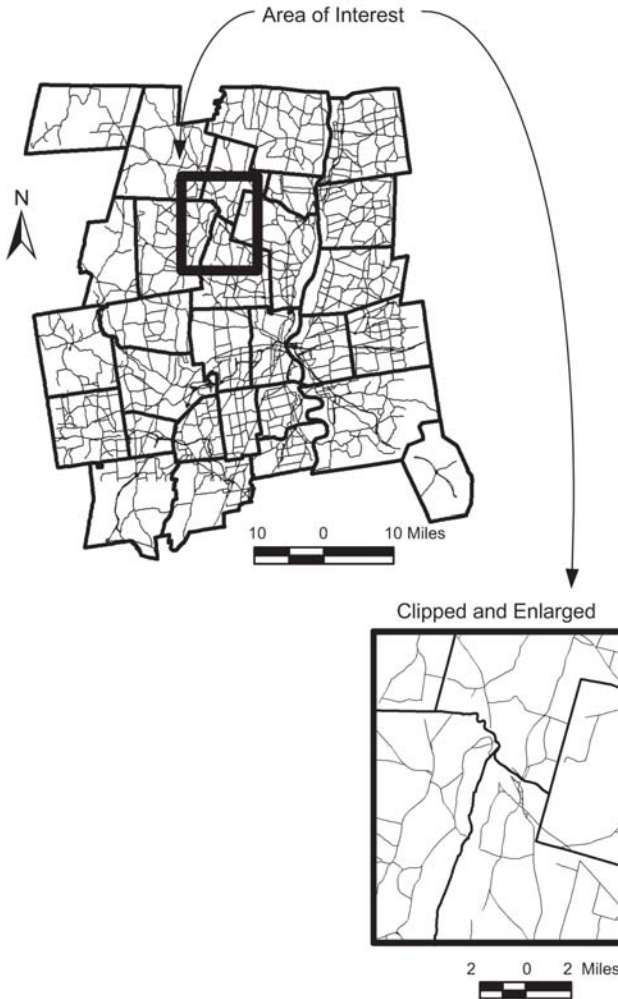 Area of Interest
N
10 0 10 Miles
Clipped and Enlarged
2 0 2 Miles